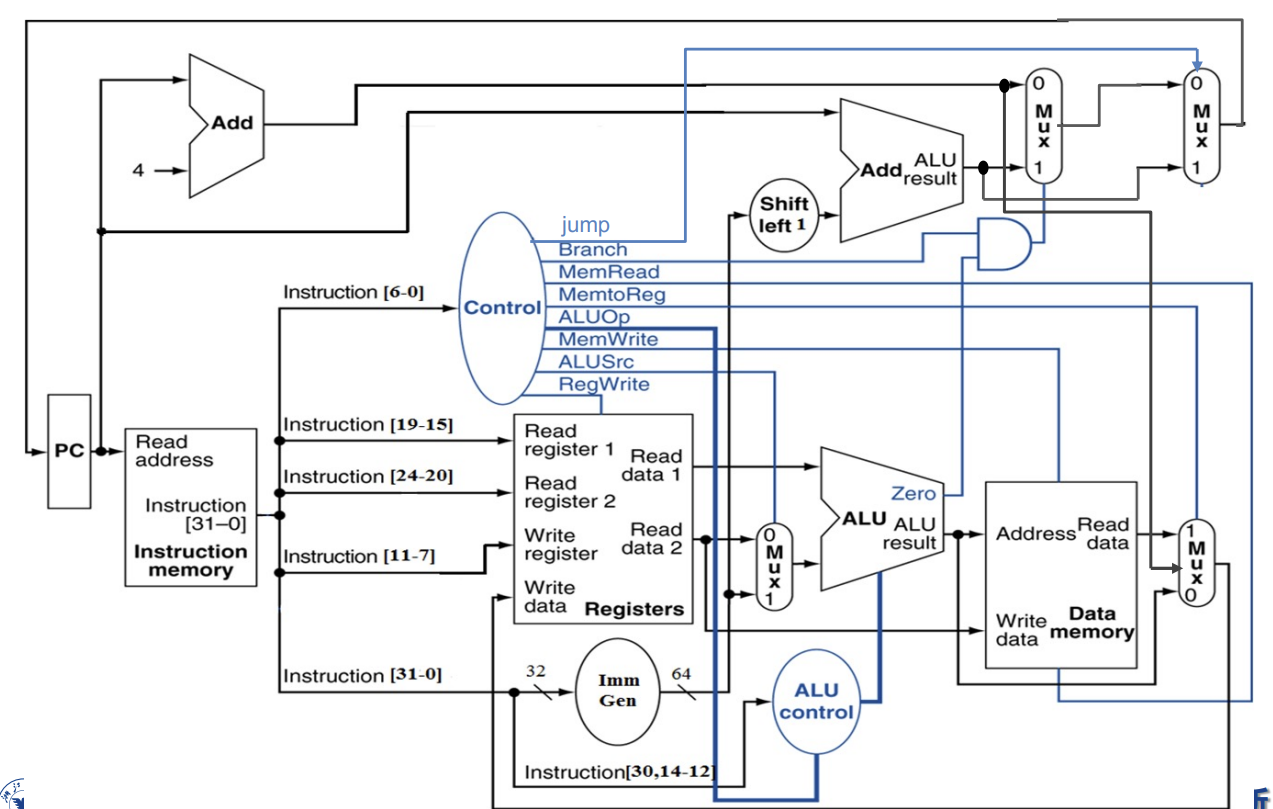 0
Mux
1
0
Mux
1
Add
4
Add
ALU
result
Shift
left 1
jump
Branch
MemRead
MemtoReg
ALUOp
MemWrite
ALUSrc
RegWrite
Control
Instruction [6-0]
PC
Read
address
Instruction
[31–0]
Instruction
memory
Instruction [19-15]
Instruction [24-20]
Instruction [11-7]
Instruction [31-0]
Read
register 1
Read
register 2
Write
register
Write
data
Read
data 1
Read
data 2
Registers
0
Mux
1
Zero
ALU
ALU
result
Address
Read
data
Write
data
Data
memory
1
Mux
0
32
Imm
Gen
64
ALU
control
Instruction[30,14-12]